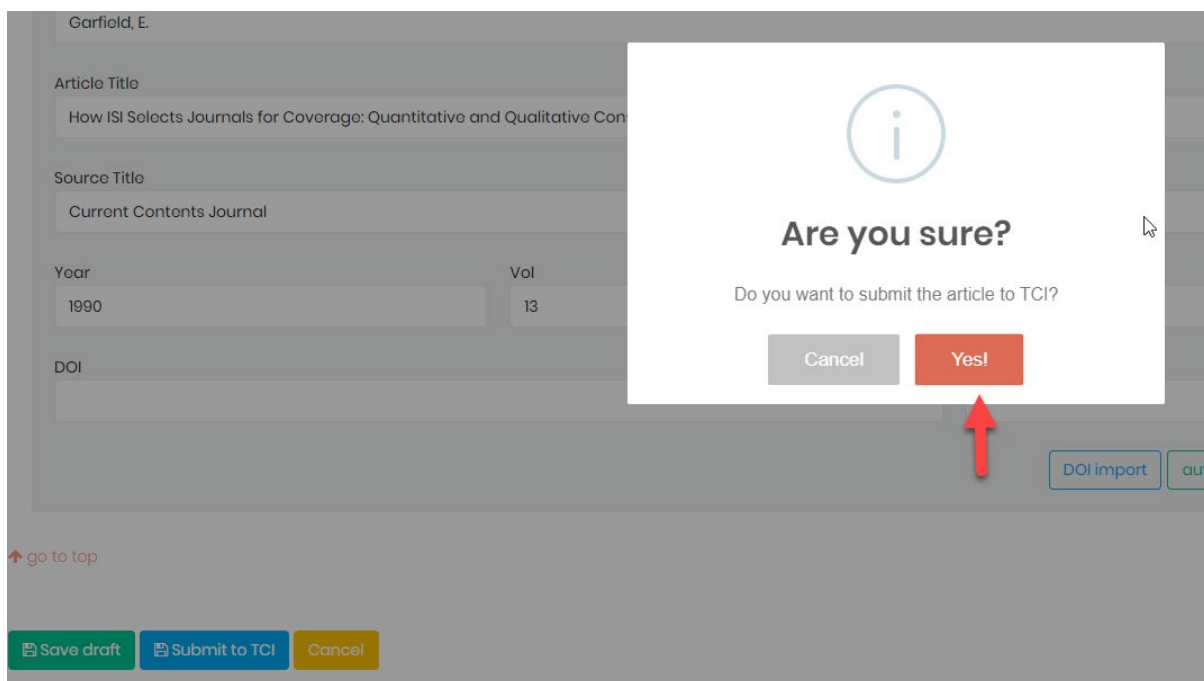 Garfield, E.
Article Title
How ISI Selects Journals for Coverage: Quantitative and Qualitative
Source Title
Current Contents Journal
Year
Vol
1990
13
DOI
Are you sure?
Do you want to submit the article to TCI?
Cancel
Yes!
DOI import
go to top
Save draft
Submit to TCI
Cancel